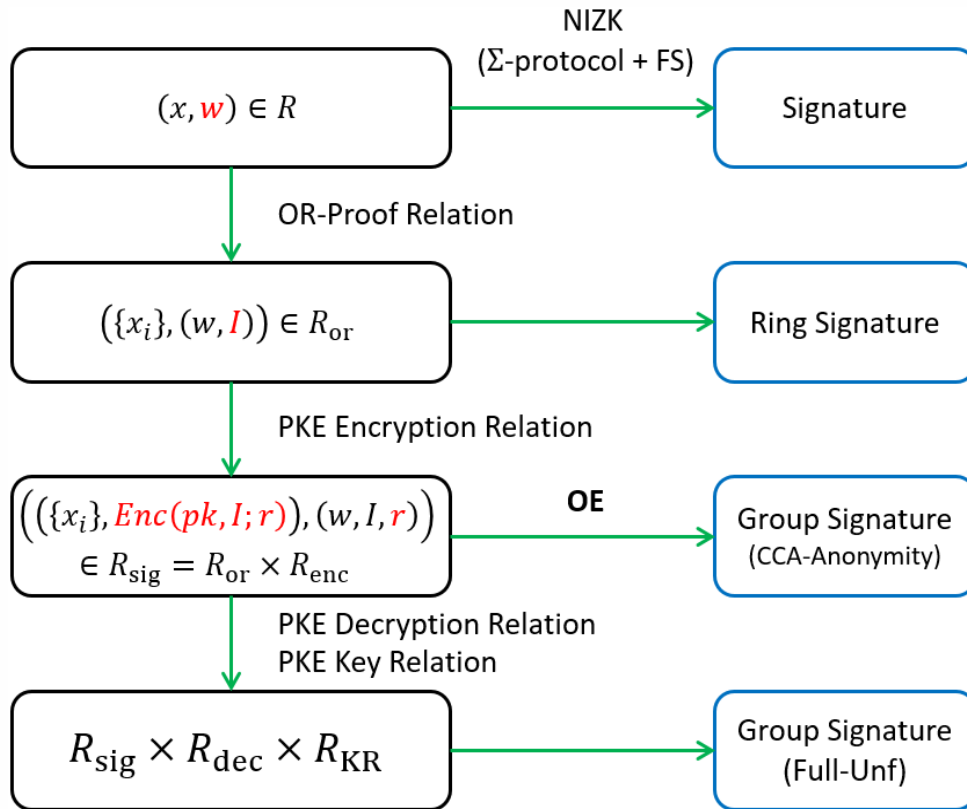 NIZK
(Σ-protocol + FS)
(x, w) ∈ R
Signature
OR-Proof Relation
({x_i}, (w, I)) ∈ R_or
Ring Signature
PKE Encryption Relation
(({x_i}, Enc(pk, I; r)), (w, I, r))
∈ R_sig = R_or × R_enc
OE
Group Signature
(CCA-Anonymity)
PKE Decryption Relation
PKE Key Relation
R_sig × R_dec × R_KR
Group Signature
(Full-Unf)